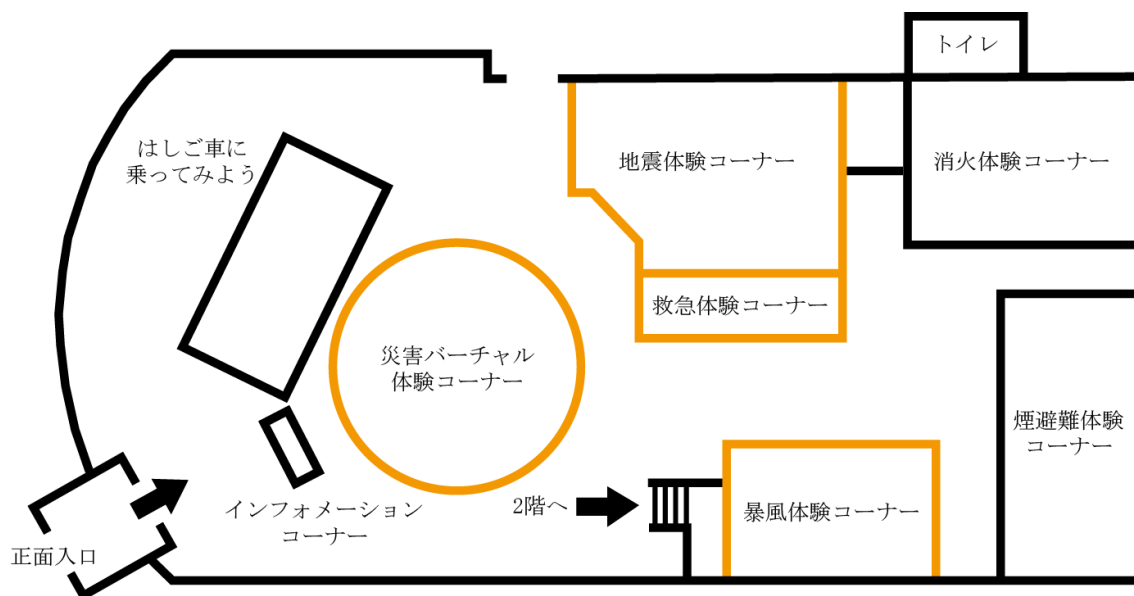 トイレ
はしご車に
乗ってみよう
地震体験コーナー
消火体験コーナー
救急体験コーナー
災害バーチャル
体験コーナー
煙避難体験
コーナー
インフォメーション
コーナー
2階へ
暴風体験コーナー
正面入口